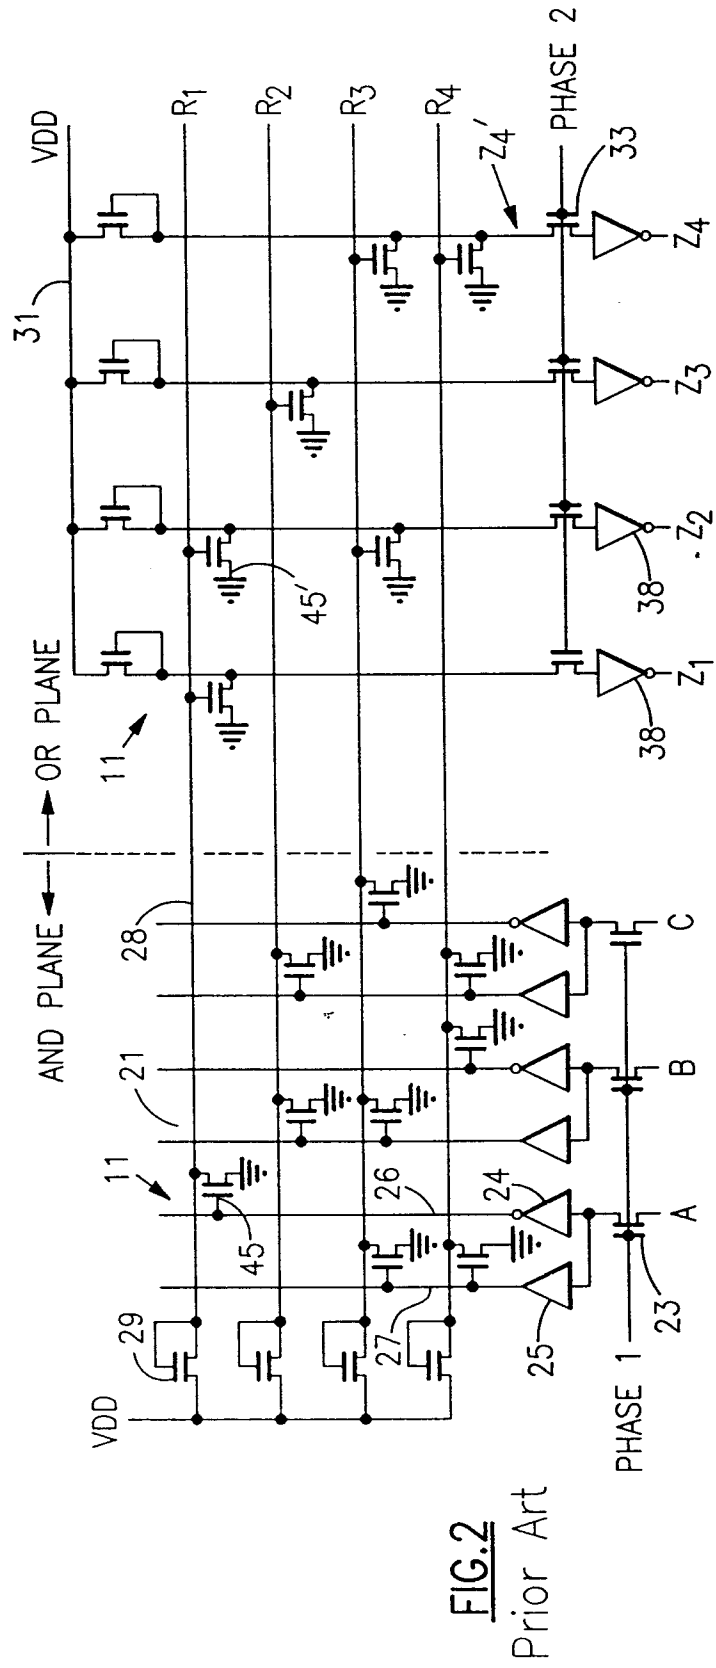 VDD
31
R1
R2
R3
R4
Z4′
PHASE 2
33
45′
38
38
Z1
Z2
Z3
Z4
11
AND PLANE
OR PLANE
28
21
11
45
26
24
27
25
29
VDD
A
B
C
23
PHASE 1
FIG.2
Prior Art